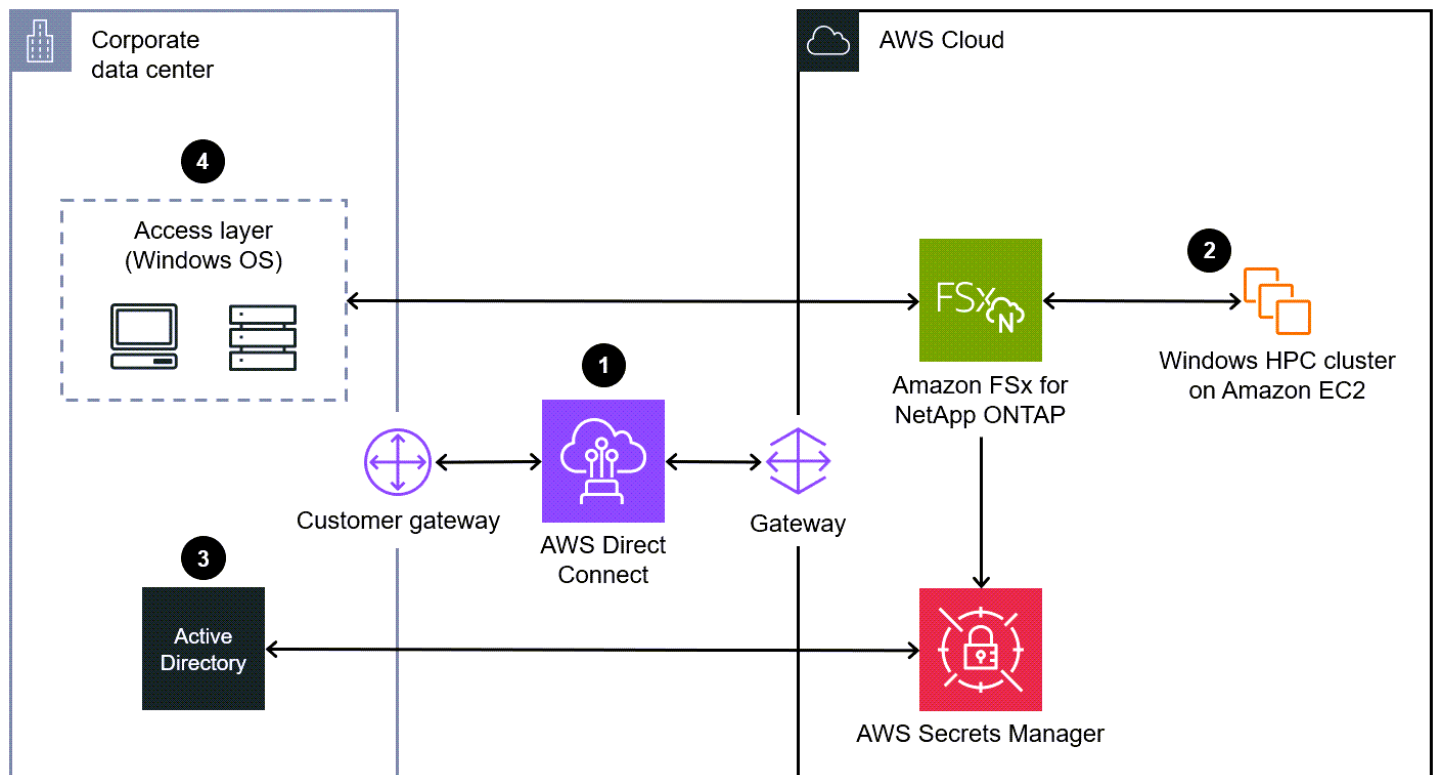 Corporate
data center
AWS Cloud
4
Access layer
(Windows OS)
2
FSx
N
Windows HPC cluster
on Amazon EC2
1
Amazon FSx for
NetApp ONTAP
Customer gateway
AWS Direct
Connect
Gateway
3
Active
Directory
AWS Secrets Manager